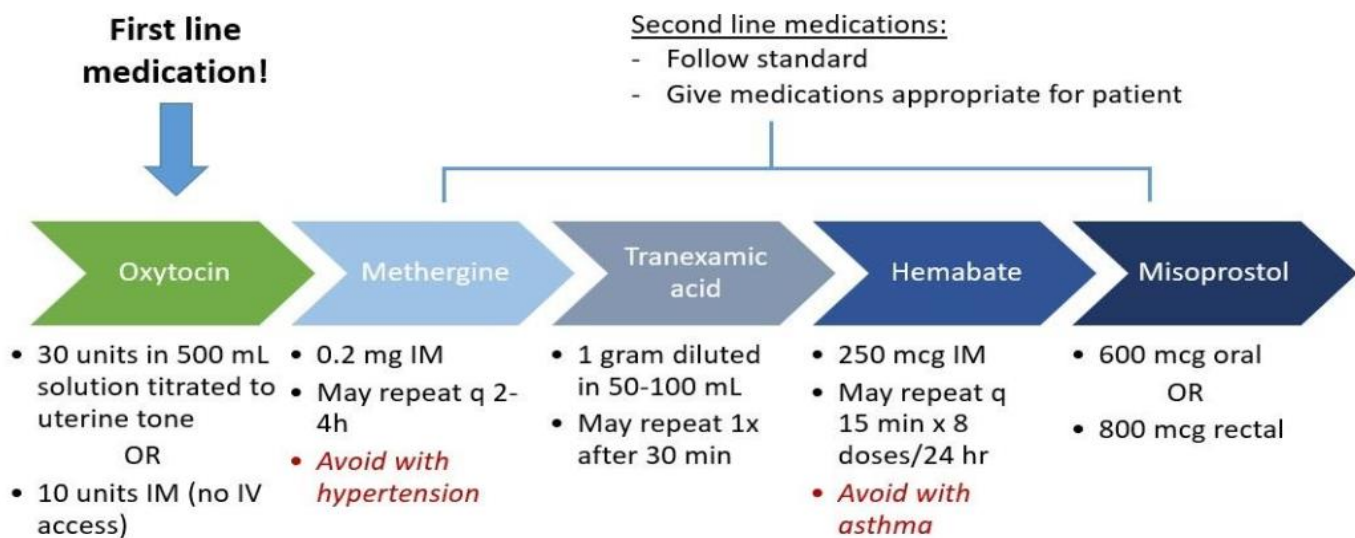 First line
medication!
Second line medications:
- Follow standard
- Give medications appropriate for patient
Oxytocin
Methergine
Tranexamic
acid
Hemabate
Misoprostol
• 30 units in 500 mL
solution titrated to
uterine tone
OR
• 10 units IM (no IV
access)
• 0.2 mg IM
• May repeat q 2-
4h
• Avoid with
hypertension
• 1 gram diluted
in 50-100 mL
• May repeat 1x
after 30 min
• 250 mcg IM
• May repeat q
15 min x 8
doses/24 hr
• Avoid with
asthma
• 600 mcg oral
OR
• 800 mcg rectal